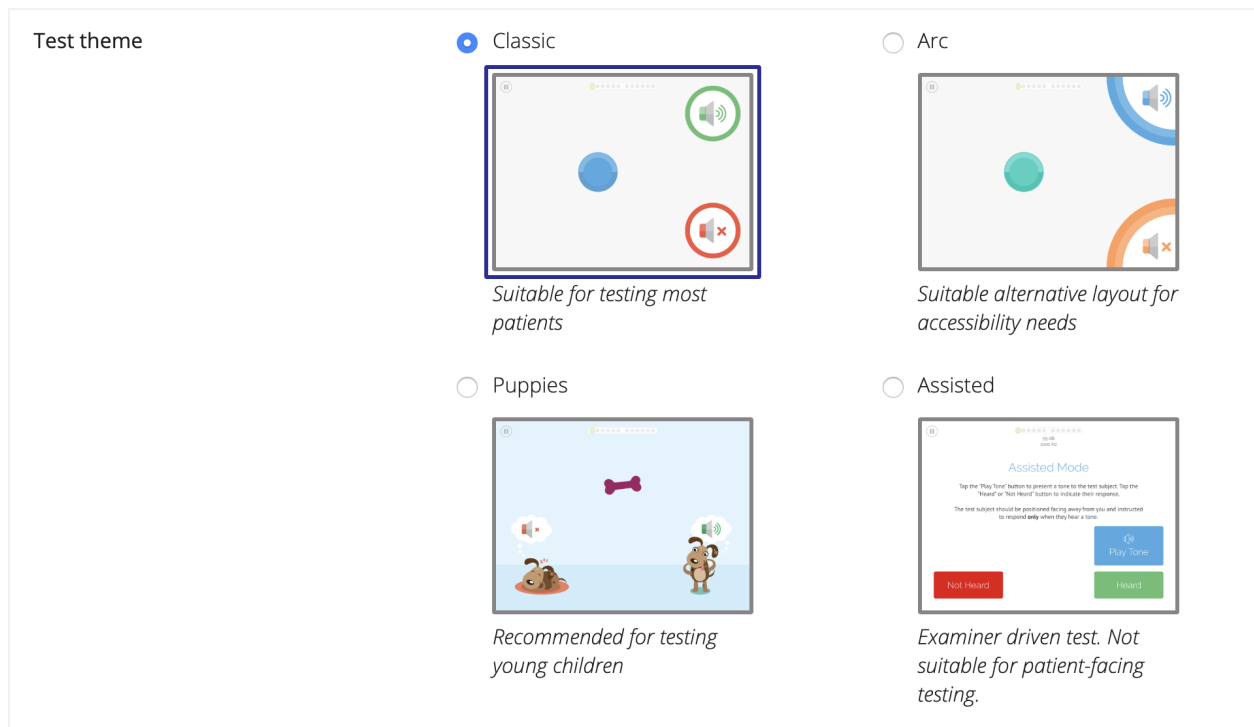 Test theme
Classic
Suitable for testing most
patients
Arc
Suitable alternative layout for
accessibility needs
Puppies
Recommended for testing
young children
Assisted
Assisted Mode
Tap the "Play Tone" button to present a tone to the test subject. Tap the
"Heard" or "Not Heard" button to indicate their response.
The test subject should be positioned facing away from you and instructed
to respond only when they hear a tone.
Play Tone
Not Heard
Heard
Examiner driven test. Not
suitable for patient-facing
testing.